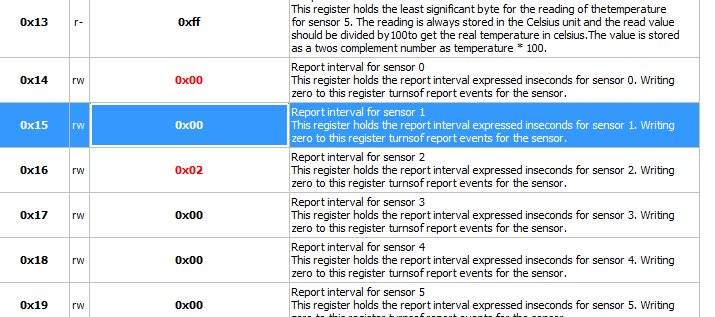 This register holds the least significant byte for the reading of thetemperature
for sensor 5. The reading is always stored in the Celsius unit and the read value
0x13 r- 0xff should be divided by100to get the real temperature in celsius.The value is stored
as a twos complement number as temperature * 100.
Report interval for sensor 0
0x14 rw 0x00 This register holds the report interval expressed inseconds for sensor 0. Writing
zero to this register turnsof report events for the sensor.
Report interval for sensor 1
0x15 rw 0x00 This register holds the report interval expressed inseconds for sensor 1. Writing
zero to this register turnsof report events for the sensor.
Report interval for sensor 2
0x16 rw 0x02 This register holds the report interval expressed inseconds for sensor 2. Writing
zero to this register turnsof report events for the sensor.
Report interval for sensor 3
0x17 rw 0x00 This register holds the report interval expressed inseconds for sensor 3. Writing
zero to this register turnsof report events for the sensor.
Report interval for sensor 4
0x18 rw 0x00 This register holds the report interval expressed inseconds for sensor 4. Writing
zero to this register turnsof report events for the sensor.
Report interval for sensor 5
0x19 rw 0x00 This register holds the report interval expressed inseconds for sensor 5. Writing
zero to this register turnsof report events for the sensor.